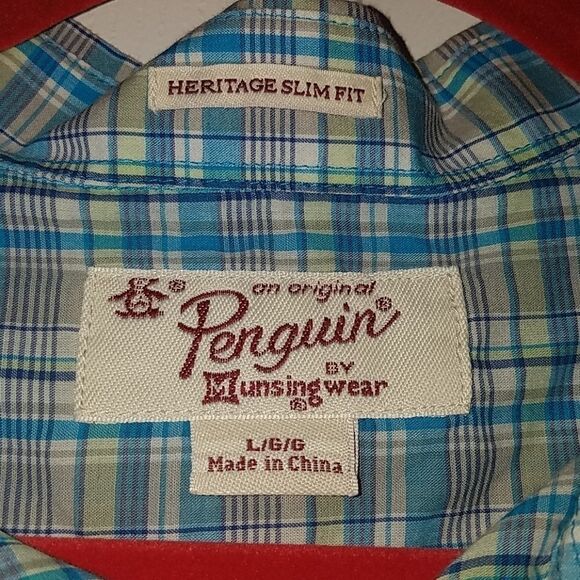 HERITAGE SLIM FIT
an original
Penguin®
BY
Munsingwear®
L/G/G
Made in China